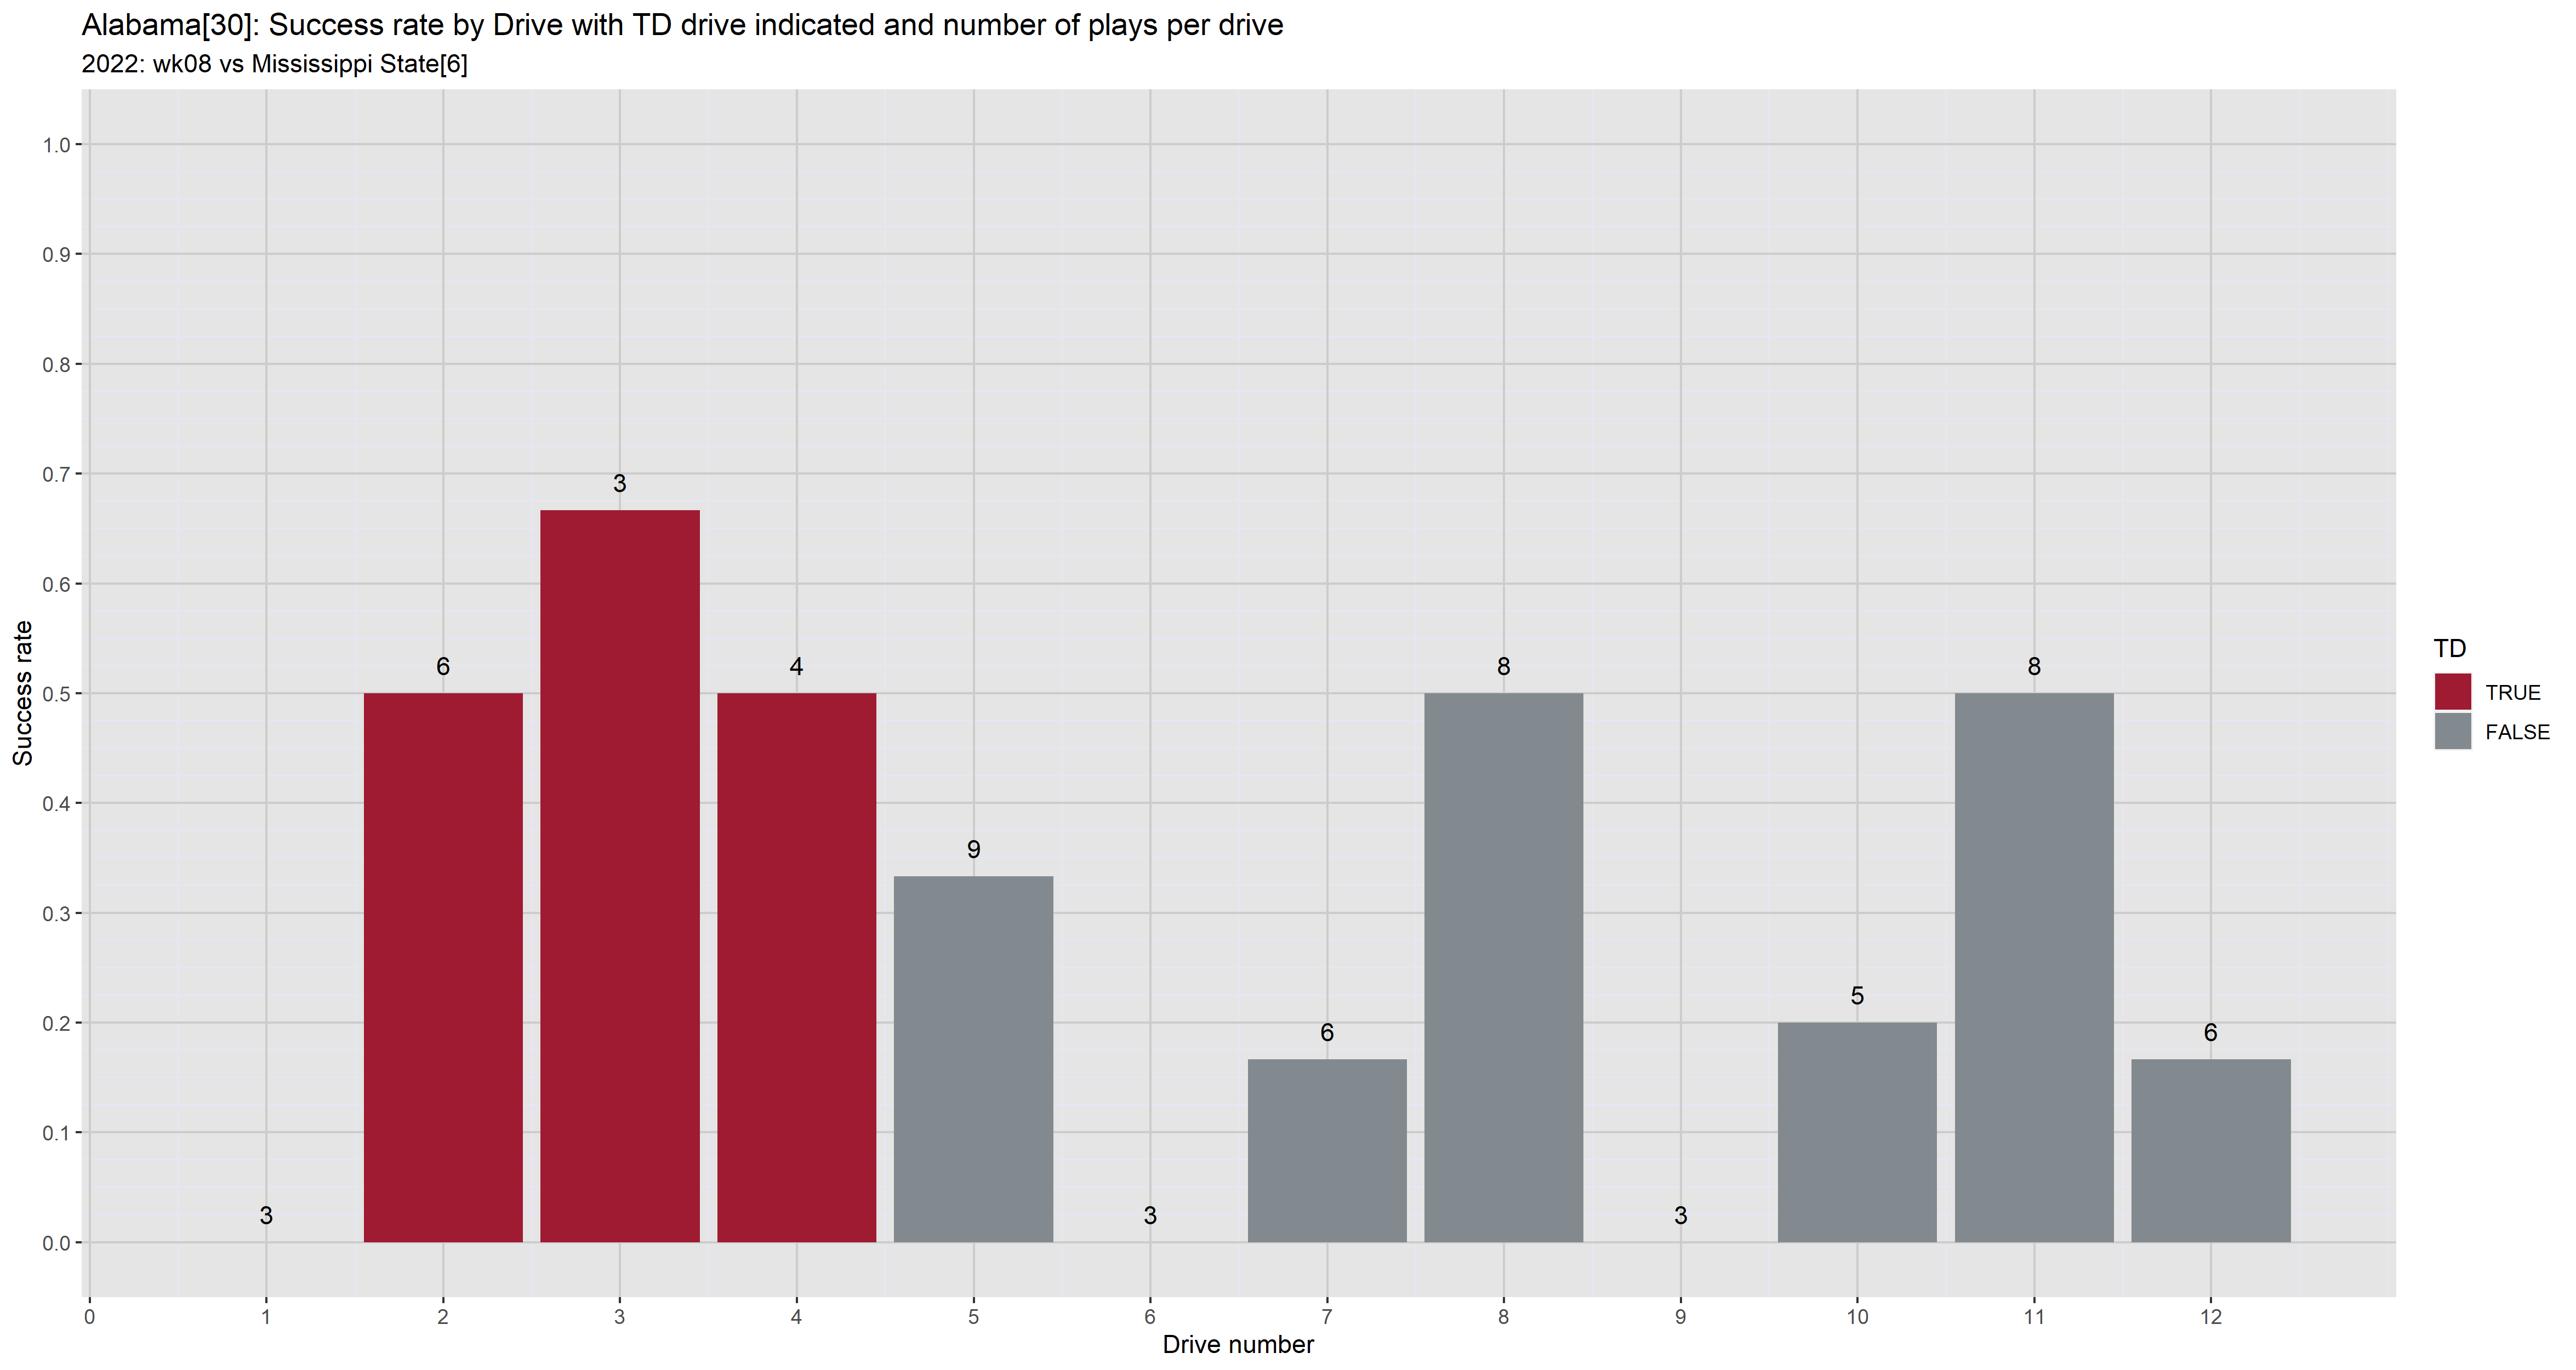 Alabama[30]: Success rate by Drive with TD drive indicated and number of plays per drive
2022: wk08 vs Mississippi State[6]
Success rate
1.0
0.9
0.8
0.7
0.6
0.5
0.4
0.3
0.2
0.1
0.0
3
6
3
4
9
3
6
8
3
5
8
6
0 1 2 3 4 5 6 7 8 9 10 11 12
Drive number
TD
TRUE
FALSE